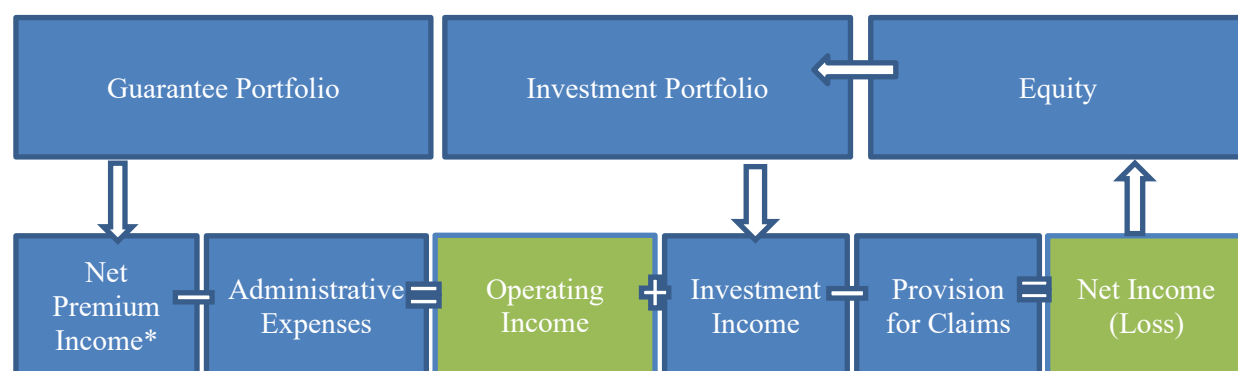 Guarantee Portfolio
Investment Portfolio
Equity
Net
Premium
Income*
−
Administrative
Expenses
=
Operating
Income
+
Investment
Income
−
Provision
for Claims
=
Net Income
(Loss)